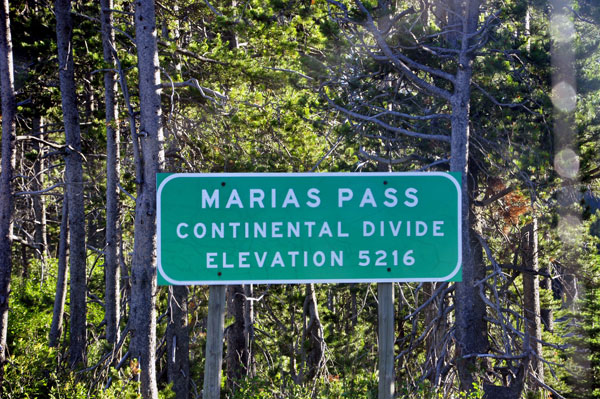 MARIAS PASS
CONTINENTAL DIVIDE
ELEVATION 5216